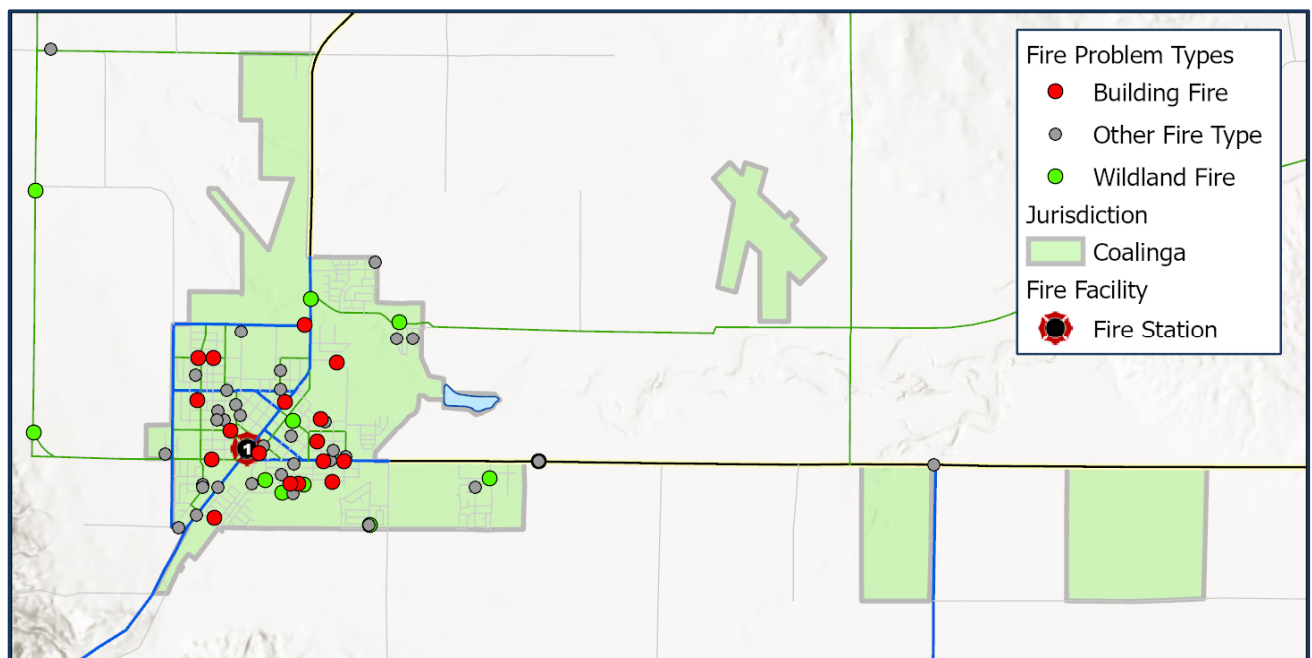 Fire Problem Types
Building Fire
Other Fire Type
Wildland Fire
Jurisdiction
Coalinga
Fire Facility
Fire Station
1